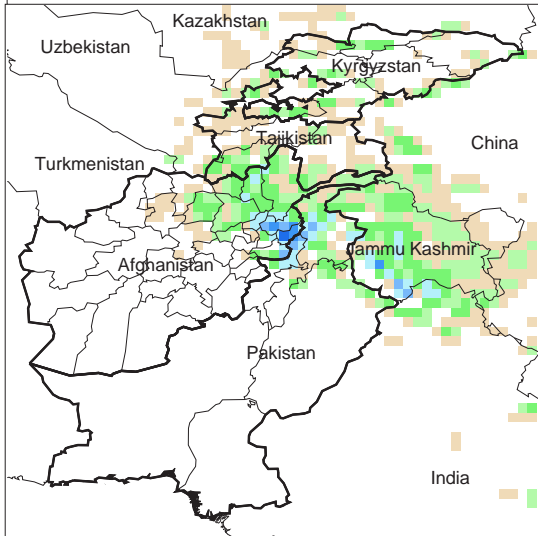 Kazakhstan
Uzbekistan
Kyrgyzstan
Tajikistan
China
Turkmenistan
Jammu Kashmir
Afghanistan
Pakistan
India